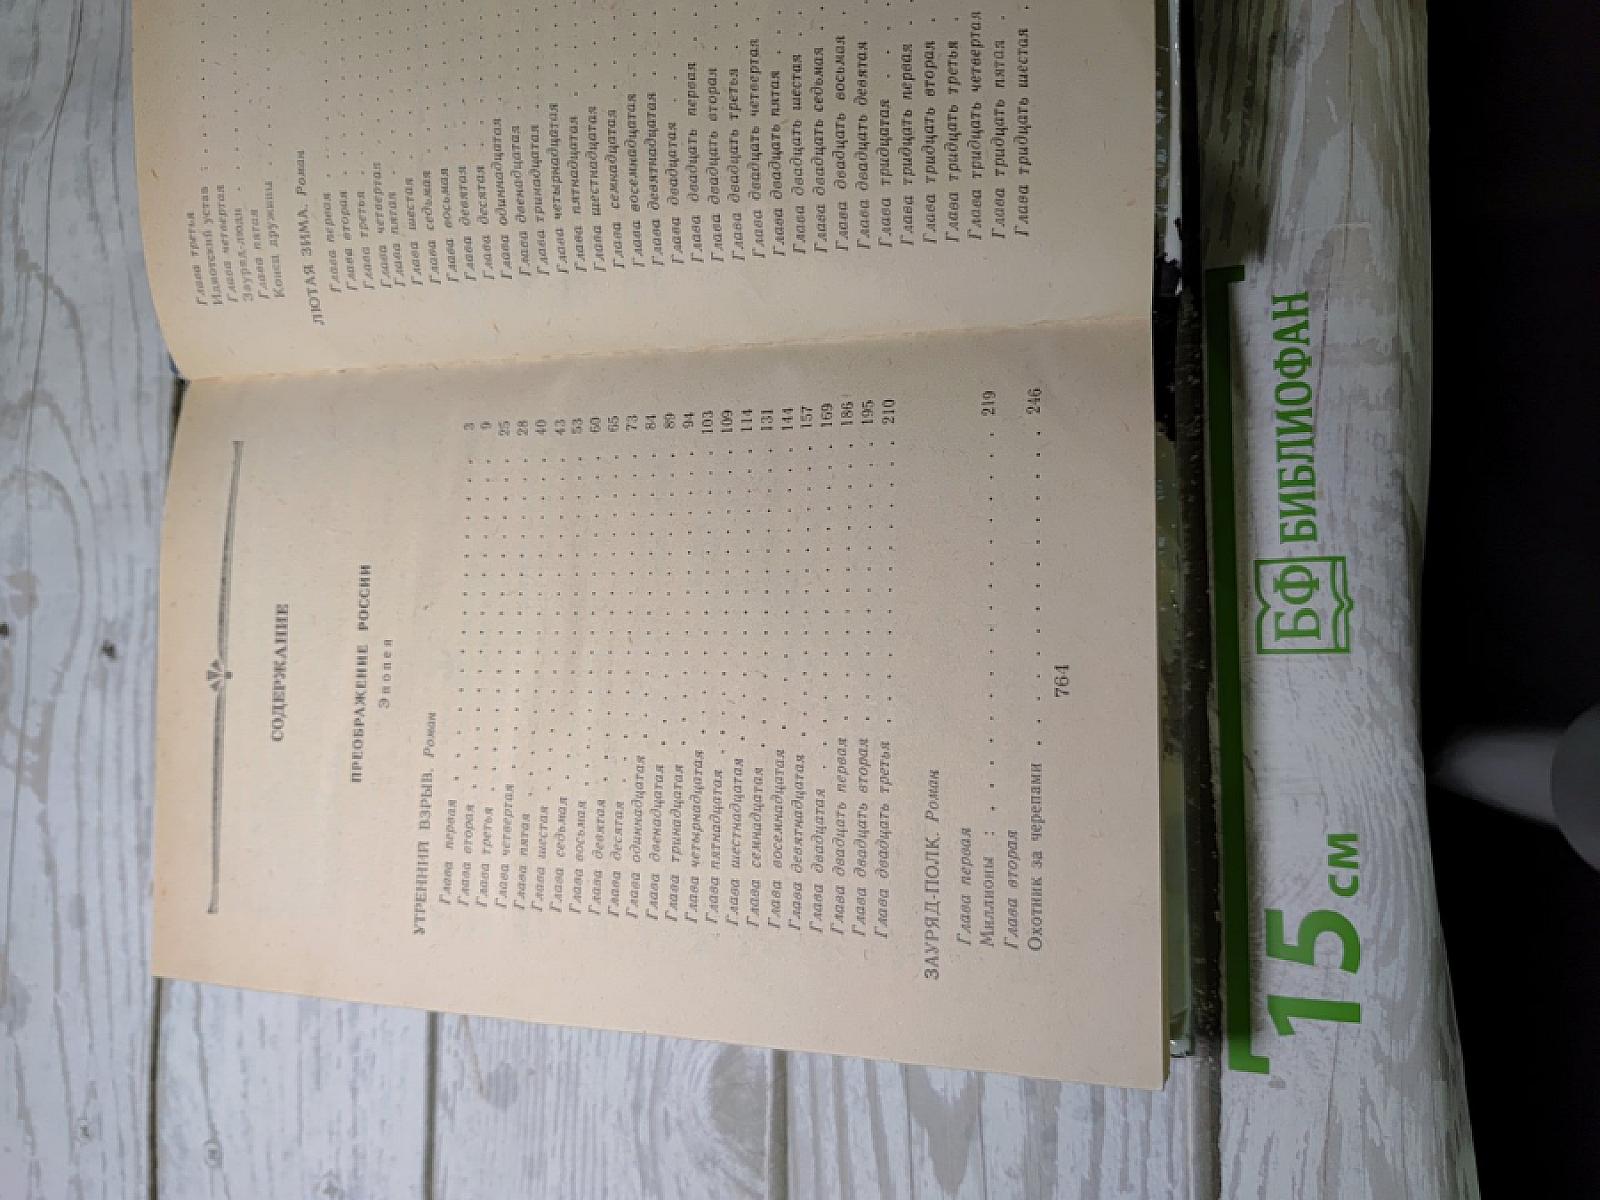 СОДЕРЖАНИЕ
ПРЕОБРАЖЕНИЕ РОССИИ
Эпопея
УТРЕННИЙ ВЗРЫВ. Роман
Глава первая . . . . . . . . . . . . . . . . 3
Глава вторая . . . . . . . . . . . . . . . . 9
Глава третья . . . . . . . . . . . . . . . . 25
Глава четвертая . . . . . . . . . . . . . . . 28
Глава пятая . . . . . . . . . . . . . . . . 40
Глава шестая . . . . . . . . . . . . . . . . 43
Глава седьмая . . . . . . . . . . . . . . . . 53
Глава восьмая . . . . . . . . . . . . . . . . 60
Глава девятая . . . . . . . . . . . . . . . . 65
Глава десятая . . . . . . . . . . . . . . . . 73
Глава одиннадцатая . . . . . . . . . . . . . . 84
Глава двенадцатая . . . . . . . . . . . . . . 89
Глава тринадцатая . . . . . . . . . . . . . . 94
Глава четырнадцатая . . . . . . . . . . . . . 103
Глава пятнадцатая . . . . . . . . . . . . . . 109
Глава шестнадцатая . . . . . . . . . . . . . . 114
Глава семнадцатая . . . . . . . . . . . . . . 131
Глава восемнадцатая . . . . . . . . . . . . . 144
Глава девятнадцатая . . . . . . . . . . . . . 157
Глава двадцатая . . . . . . . . . . . . . . . 169
Глава двадцать первая . . . . . . . . . . . . . 186
Глава двадцать вторая . . . . . . . . . . . . . 195
Глава двадцать третья . . . . . . . . . . . . . 210
ЗАУРЯД-ПОЛК. Роман
Глава первая
Миллионы : . . . . . . . . . . . . . . . . 219
Глава вторая
Охотник за черепами . . . . . . . . . . . . . 246
764
Глава третья
Идиотский устав : . . . . . .
Глава четвертая
Зауряд-люди . . . . . .
Глава пятая
Конец дружины . . . . . .
ЛЮТАЯ ЗИМА. Роман
Глава первая . . . . . .
Глава вторая . . . . . .
Глава третья . . . . . .
Глава четвертая . . . . .
Глава пятая . . . . . .
Глава шестая . . . . . .
Глава седьмая . . . . . .
Глава восьмая . . . . . .
Глава девятая . . . . . .
Глава десятая . . . . . .
Глава одиннадцатая . . . .
Глава двенадцатая . . . .
Глава тринадцатая . . . .
Глава четырнадцатая . . . .
Глава пятнадцатая . . . .
Глава шестнадцатая . . . .
Глава семнадцатая . . . .
Глава восемнадцатая . . . .
Глава девятнадцатая . . . .
Глава двадцатая . . . . .
Глава двадцать первая . . .
Глава двадцать вторая . . .
Глава двадцать третья . . .
Глава двадцать четвертая . .
Глава двадцать пятая . . .
Глава двадцать шестая . . .
Глава двадцать седьмая . .
Глава двадцать восьмая . .
Глава двадцать девятая . .
Глава тридцатая . . . .
Глава тридцать первая . .
Глава тридцать вторая . .
Глава тридцать третья . .
Глава тридцать четвертая
Глава тридцать пятая .
Глава тридцать шестая .
15 см БФ БИБЛИОФАН